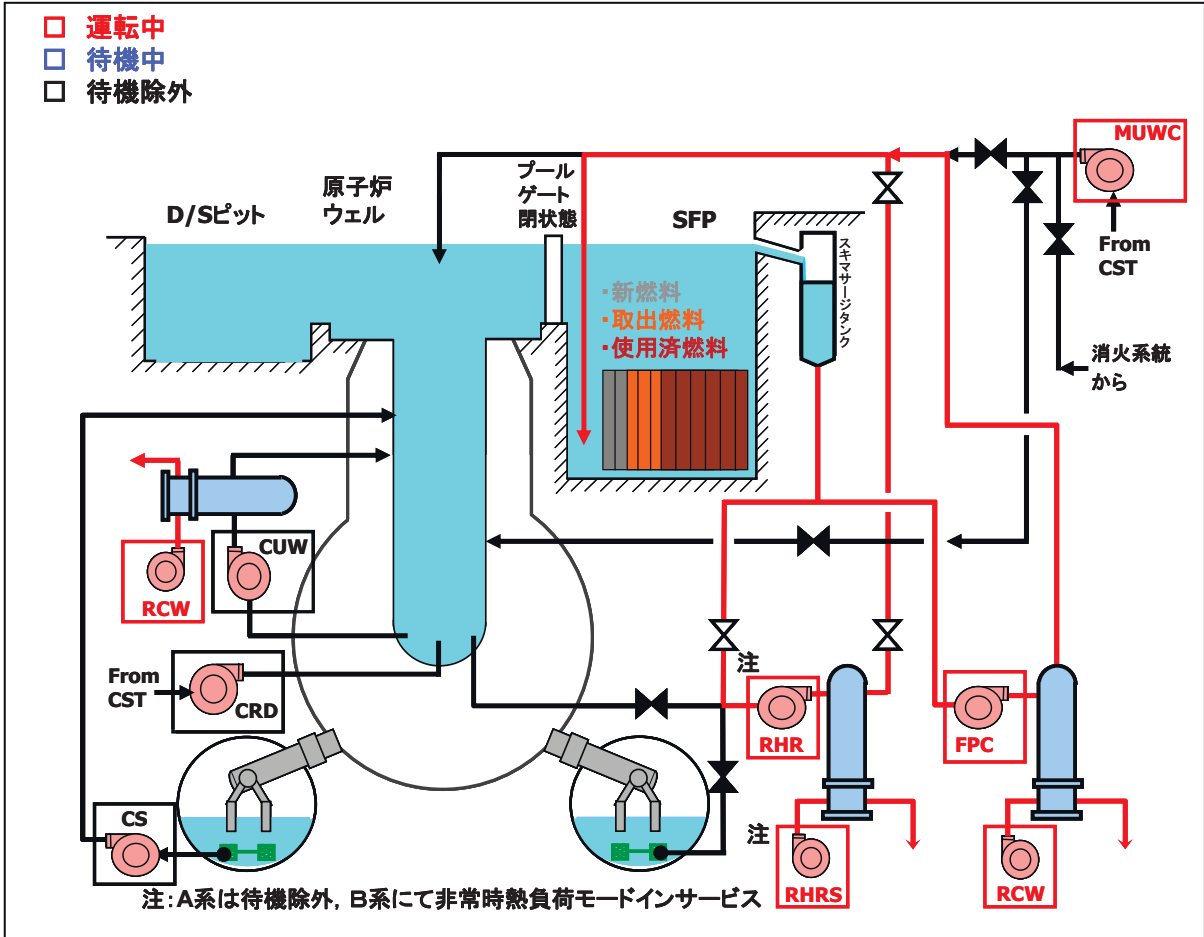 □ 運転中
□ 待機中
□ 待機除外
MUWC
From
CST
消火系統
から
D/Sピット
原子炉
ウェル
プール
ゲート
閉状態
SFP
スキマサージタンク
・新燃料
・取出燃料
・使用済燃料
RCW
CUW
From
CST
CRD
CS
注
RHR
FPC
注
RHRS
RCW
注:A系は待機除外, B系にて非常時熱負荷モードインサービス